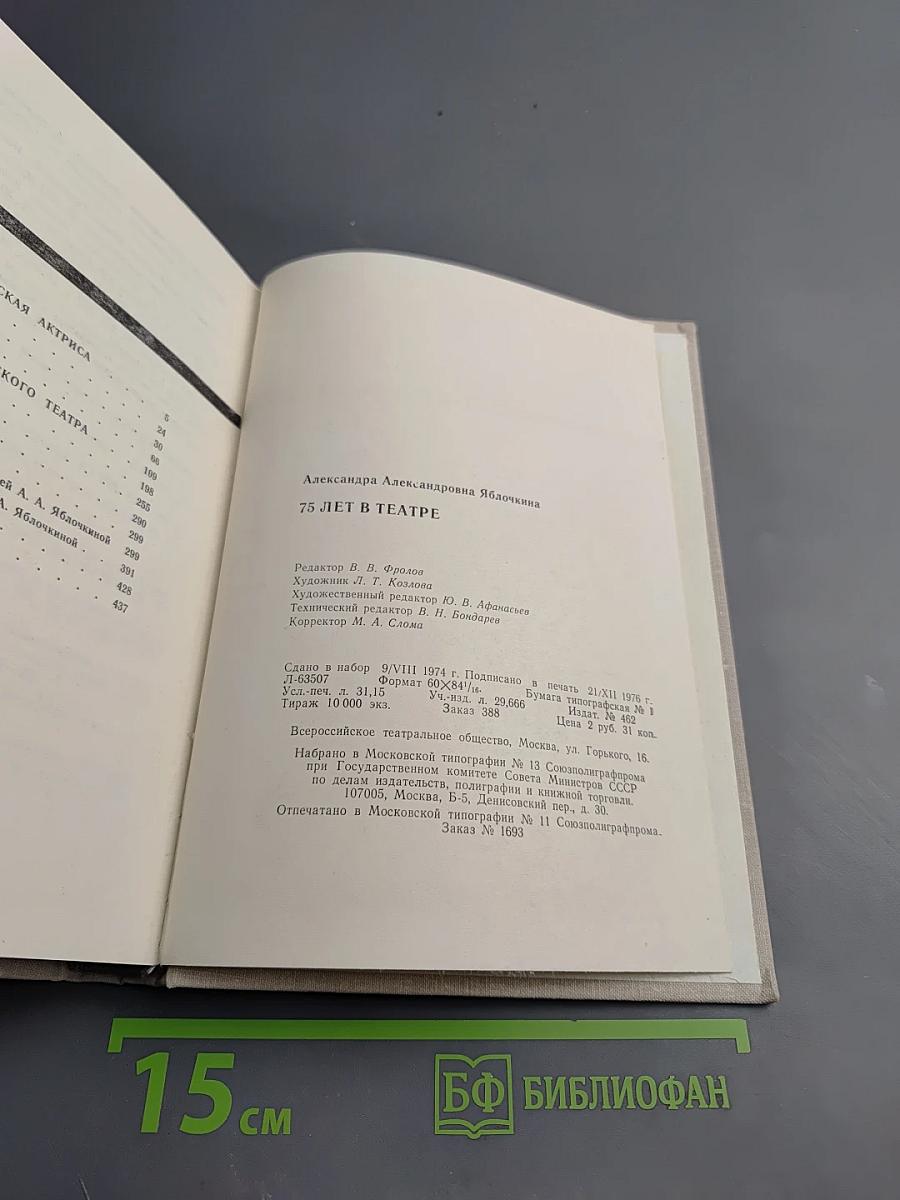 СКАЯ АКТРИСА
5
24
СКОГО ТЕАТРА
30
66
109
198
255
290
299
ей А. А. Яблочкиной
299
А. Яблочкиной
391
428
437
Александра Александровна Яблочкина
75 ЛЕТ В ТЕАТРЕ
Редактор В. В. Фролов
Художник Л. Т. Козлова
Художественный редактор Ю. В. Афанасьев
Технический редактор В. Н. Бондарев
Корректор М. А. Слома
Сдано в набор 9/VIII 1974 г. Подписано в печать 21/XII 1976 г.
Л-63507 Формат 60×84¹/₁₆. Бумага типографская № 1
Усл.-печ. л. 31,15 Уч.-изд. л. 29,666 Издат. № 462
Тираж 10 000 экз. Заказ 388 Цена 2 руб. 31 коп.
Всероссийское театральное общество, Москва, ул. Горького, 16.
Набрано в Московской типографии № 13 Союзполиграфпрома
при Государственном комитете Совета Министров СССР
по делам издательств, полиграфии и книжной торговли.
107005, Москва, Б-5, Денисовский пер., д. 30.
Отпечатано в Московской типографии № 11 Союзполиграфпрома.
Заказ № 1693
15 см
БФ БИБЛИОФАН